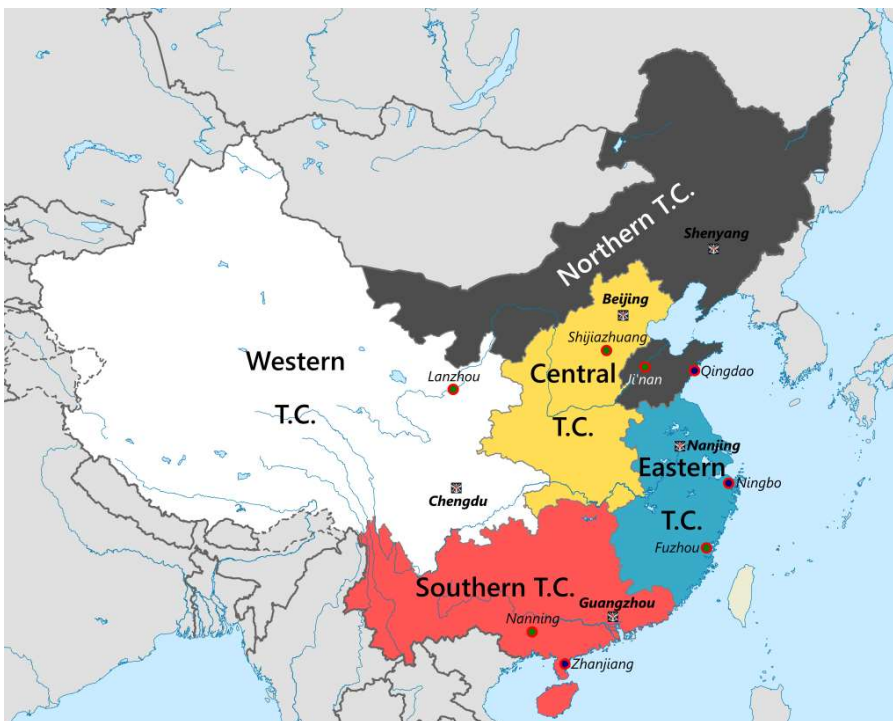 Northern T.C.
Shenyang
Beijing
Shijiazhuang
Western
T.C.
Lanzhou
Central
T.C.
Ji'nan
Qingdao
Nanjing
Eastern
T.C.
Ningbo
Chengdu
Fuzhou
Southern T.C.
Guangzhou
Nanning
Zhanjiang